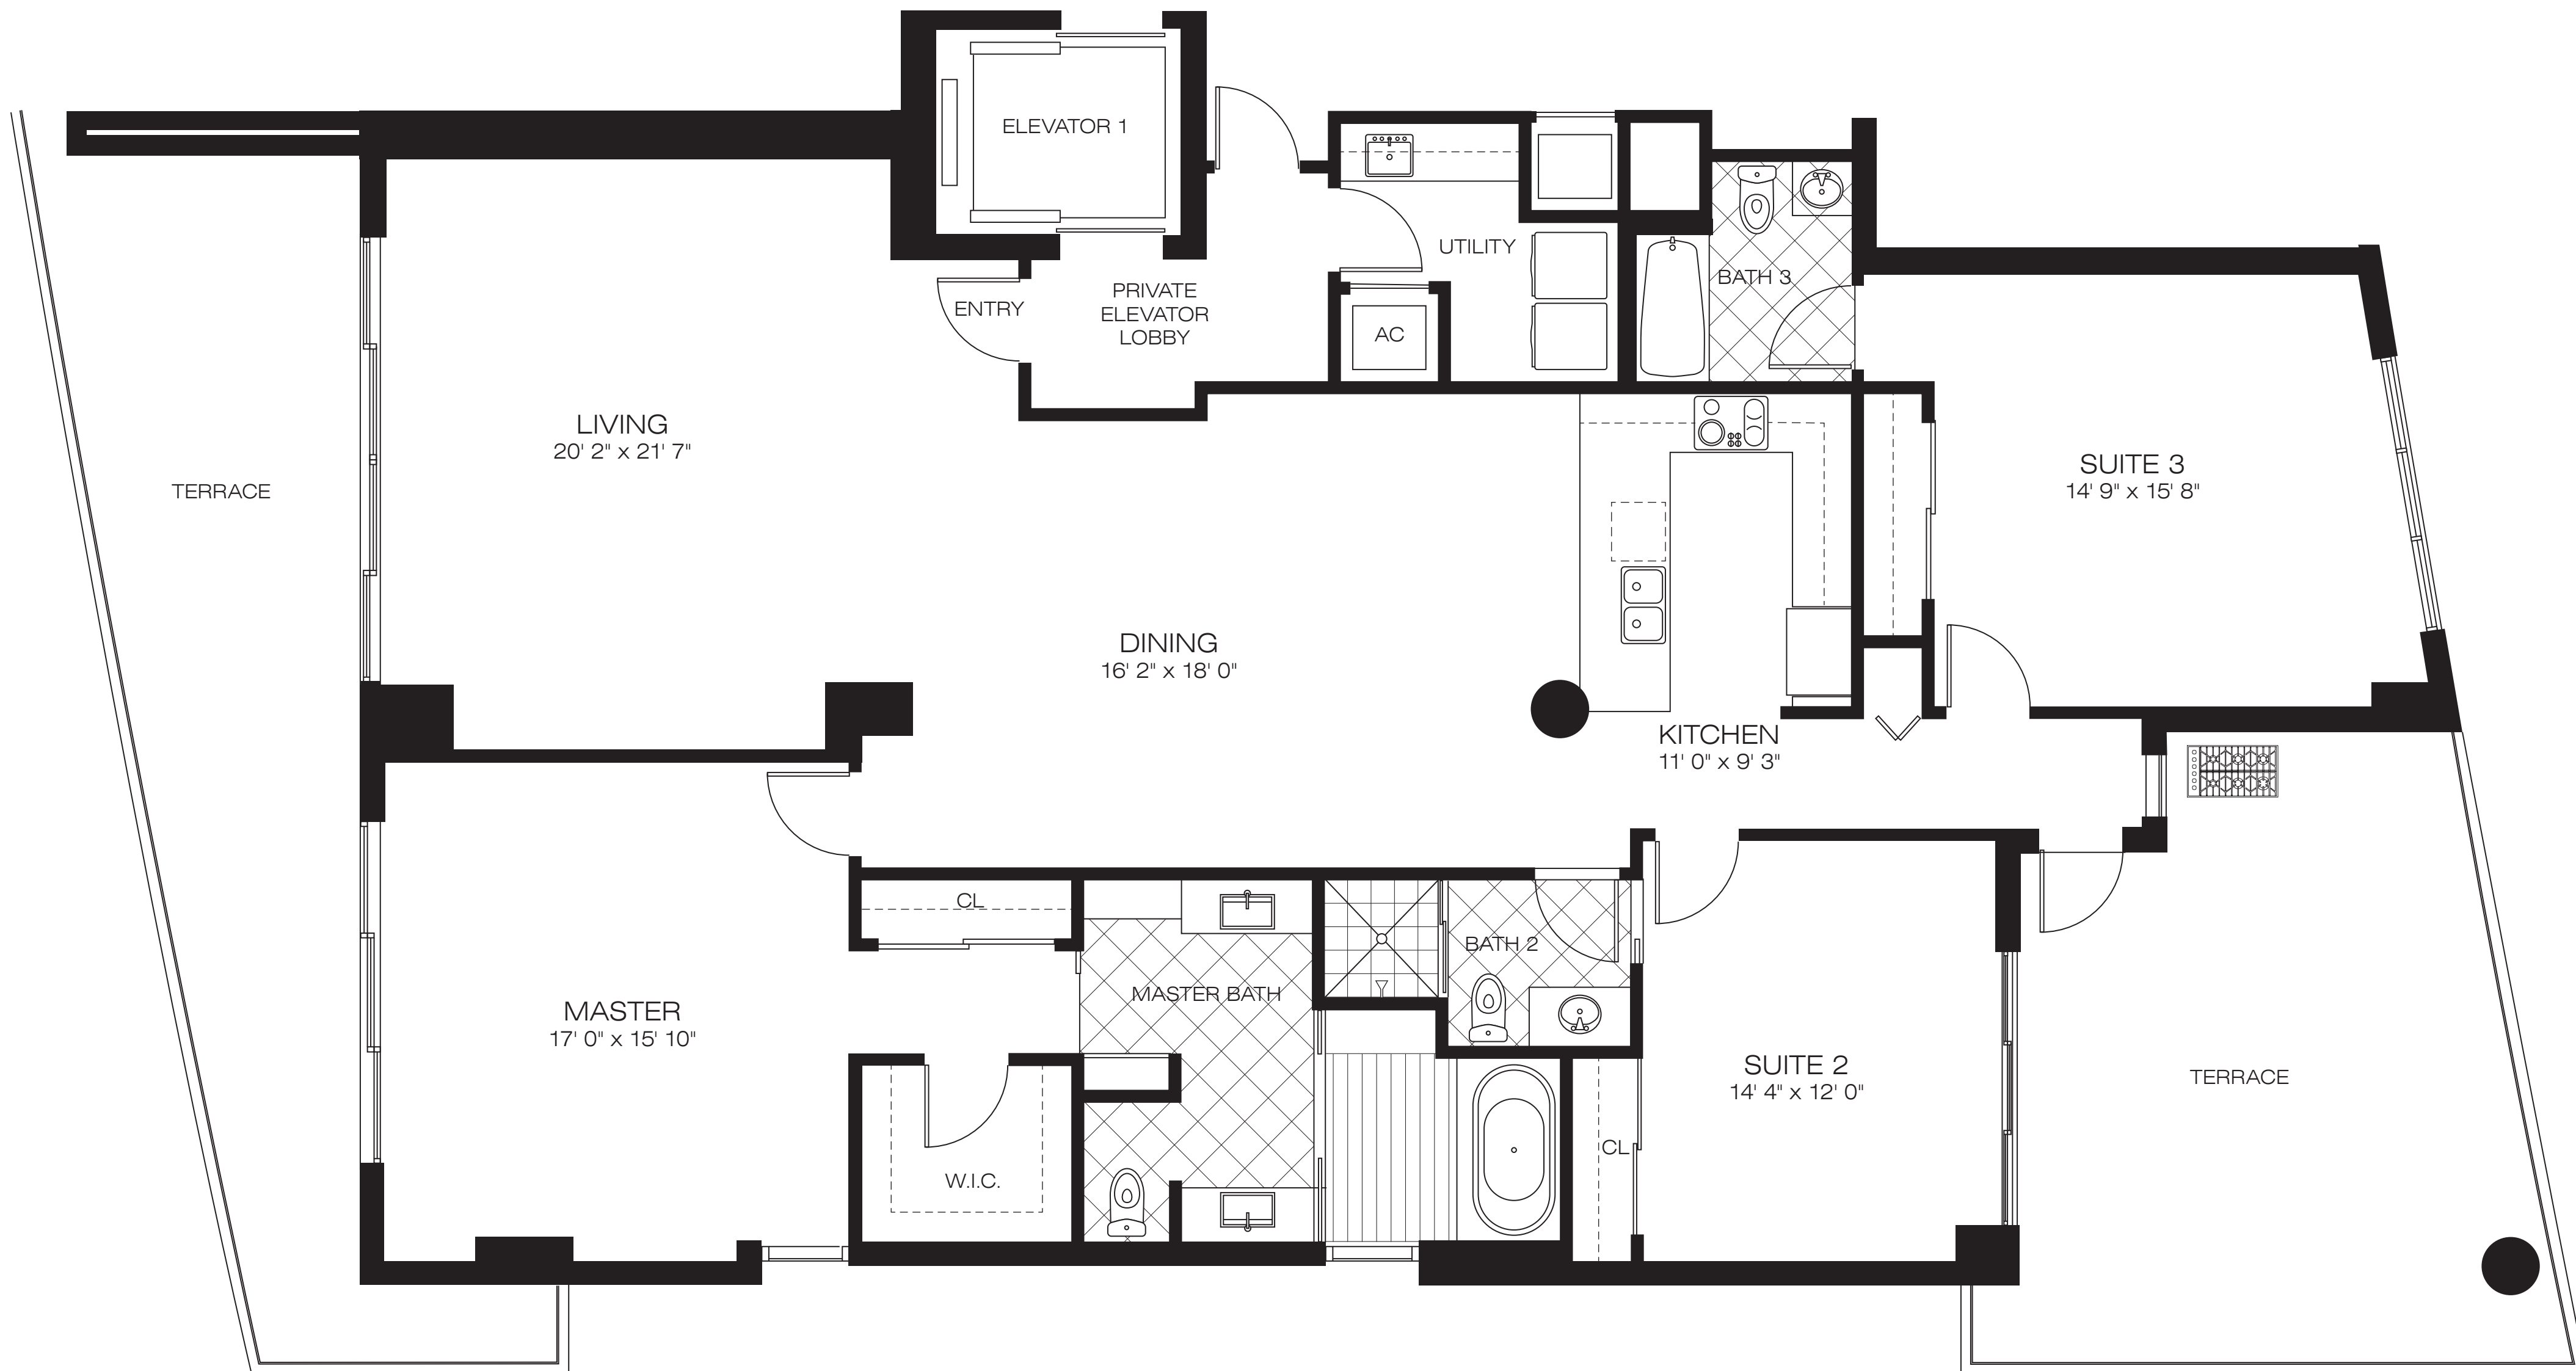 ELEVATOR 1
UTILITY
BATH 3
PRIVATE
ELEVATOR
LOBBY
ENTRY
AC
LIVING
20' 2" x 21' 7"
SUITE 3
14' 9" x 15' 8"
TERRACE
DINING
16' 2" x 18' 0"
KITCHEN
11' 0" x 9' 3"
CL
BATH 2
MASTER BATH
MASTER
17' 0" x 15' 10"
SUITE 2
14' 4" x 12' 0"
TERRACE
CL
W.I.C.